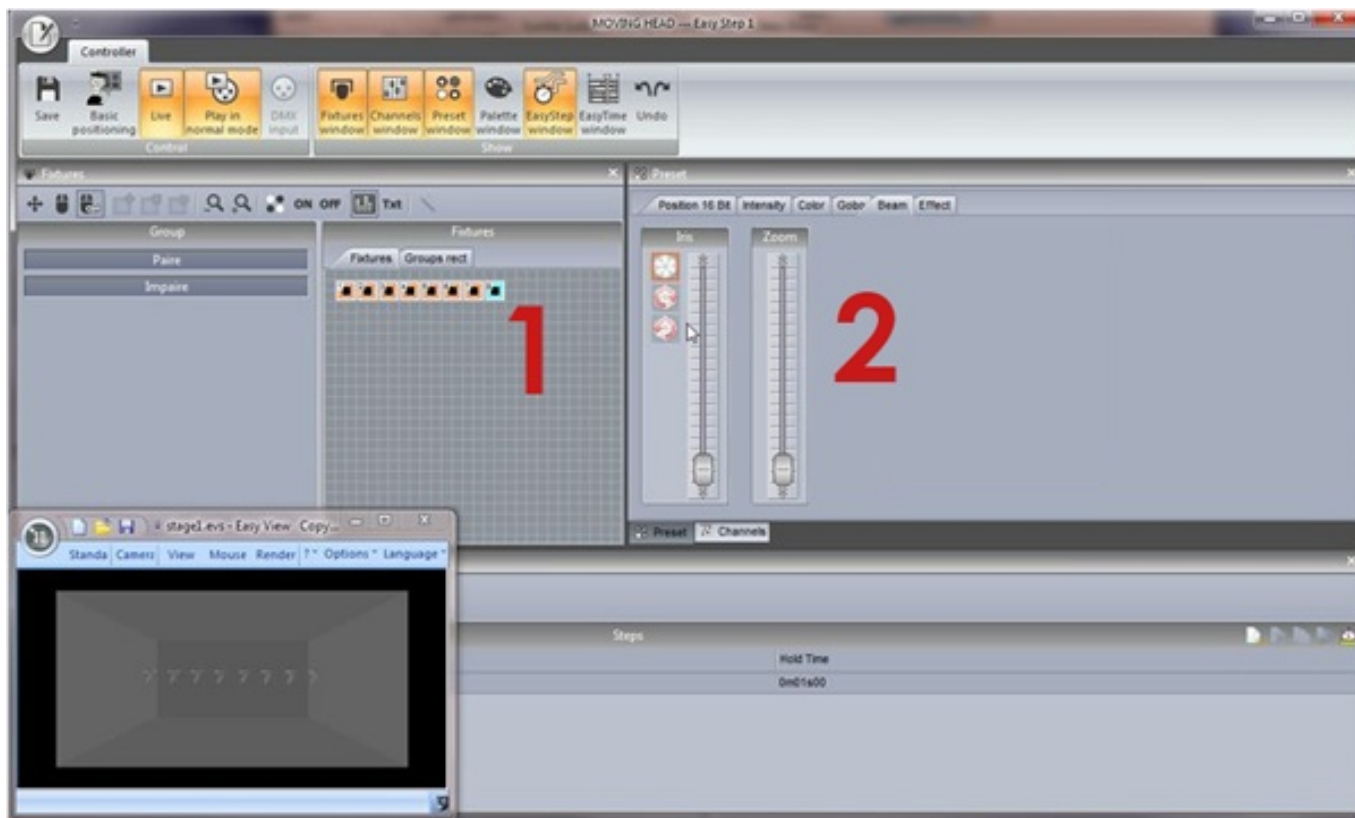 MOVING HEAD --- Easy Step 1
Controller
Save
Basic positioning
Live
Play in normal mode
DMX input
Fixtures window
Channels window
Preset window
Palette window
EasyStep window
EasyTime window
Undo
Control
Show
Fixtures
Preset
ON OFF Txt
Group
Fixtures
Paire
Impaire
Fixtures Groups rect
Position 16 Bit Intensity Color Gobo Beam Effect
Iris Zoom
1
2
Preset Channels
stage1.evs - Easy View Copy...
Standa Camera View Mouse Render ? Options Language
Steps
Hold Time
0m01s00